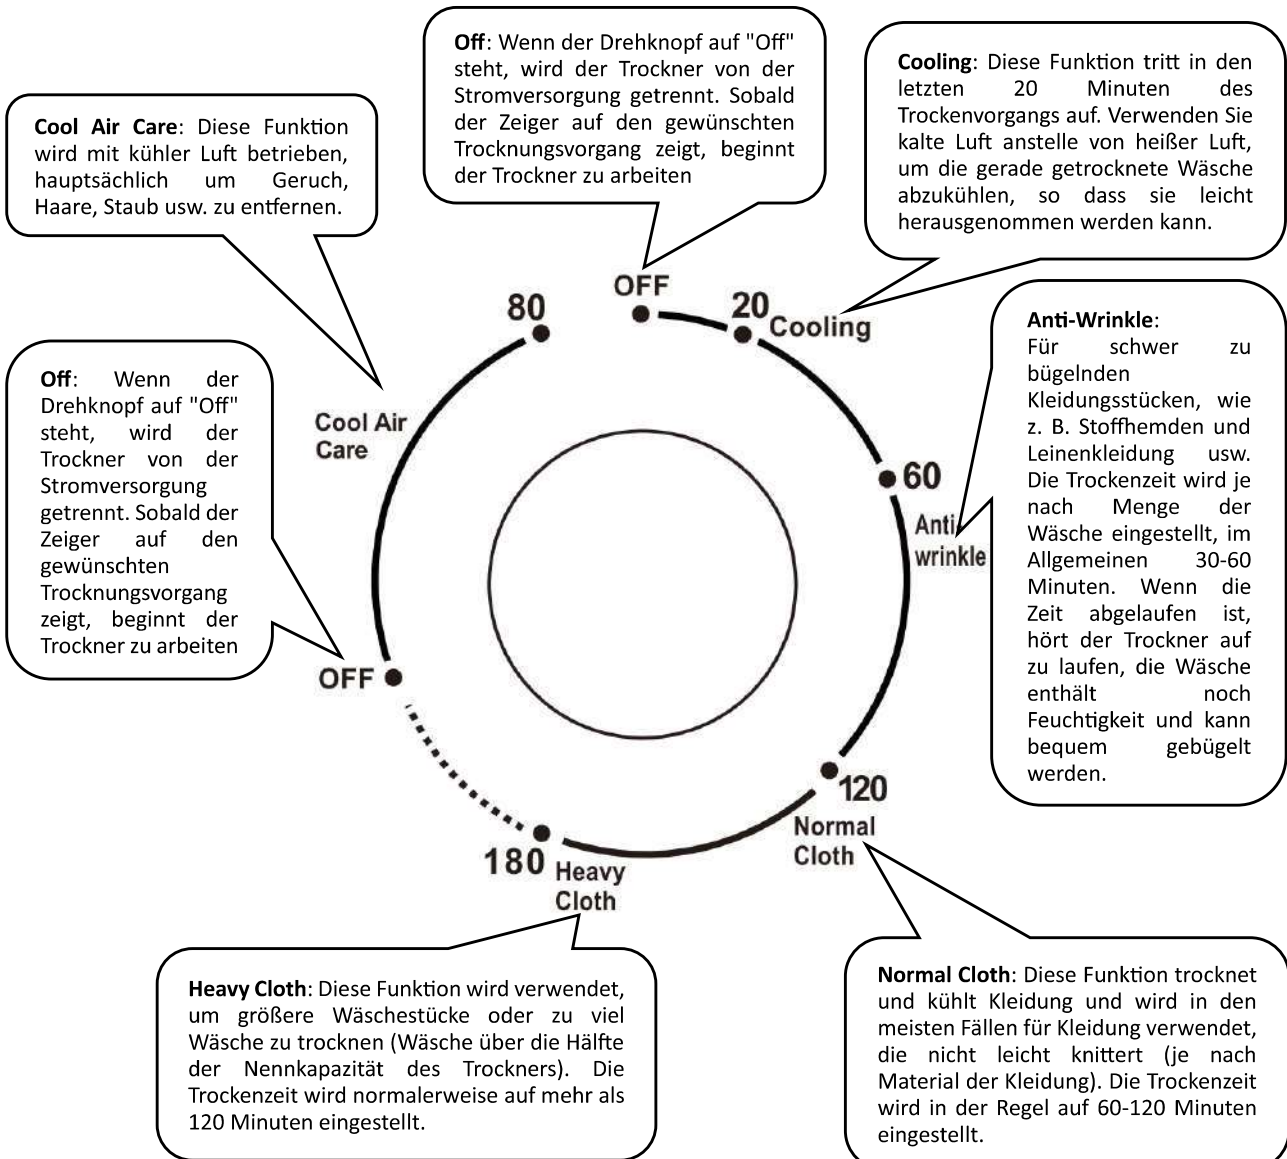 Off: Wenn der Drehknopf auf "Off"
steht, wird der Trockner von der
Stromversorgung getrennt. Sobald
der Zeiger auf den gewünschten
Trocknungsvorgang zeigt, beginnt
der Trockner zu arbeiten
Cooling: Diese Funktion tritt in den
letzten 20 Minuten des
Trockenvorgangs auf. Verwenden Sie
kalte Luft anstelle von heißer Luft,
um die gerade getrocknete Wäsche
abzukühlen, so dass sie leicht
herausgenommen werden kann.
Cool Air Care: Diese Funktion
wird mit kühler Luft betrieben,
hauptsächlich um Geruch,
Haare, Staub usw. zu entfernen.
Anti-Wrinkle:
Für schwer zu
bügelnden
Kleidungsstücken, wie
z. B. Stoffhemden und
Leinenkleidung usw.
Die Trockenzeit wird je
nach Menge der
Wäsche eingestellt, im
Allgemeinen 30-60
Minuten. Wenn die
Zeit abgelaufen ist,
hört der Trockner auf
zu laufen, die Wäsche
enthält noch
Feuchtigkeit und kann
bequem gebügelt
werden.
Off: Wenn der
Drehknopf auf "Off"
steht, wird der
Trockner von der
Stromversorgung
getrennt. Sobald der
Zeiger auf den
gewünschten
Trocknungsvorgang
zeigt, beginnt der
Trockner zu arbeiten
OFF
80
20
Cooling
Cool Air
Care
60
Anti-
wrinkle
OFF
120
Normal
Cloth
180
Heavy
Cloth
Heavy Cloth: Diese Funktion wird verwendet,
um größere Wäschestücke oder zu viel
Wäsche zu trocknen (Wäsche über die Hälfte
der Nennkapazität des Trockners). Die
Trockenzeit wird normalerweise auf mehr als
120 Minuten eingestellt.
Normal Cloth: Diese Funktion trocknet
und kühlt Kleidung und wird in den
meisten Fällen für Kleidung verwendet,
die nicht leicht knittert (je nach
Material der Kleidung). Die Trockenzeit
wird in der Regel auf 60-120 Minuten
eingestellt.